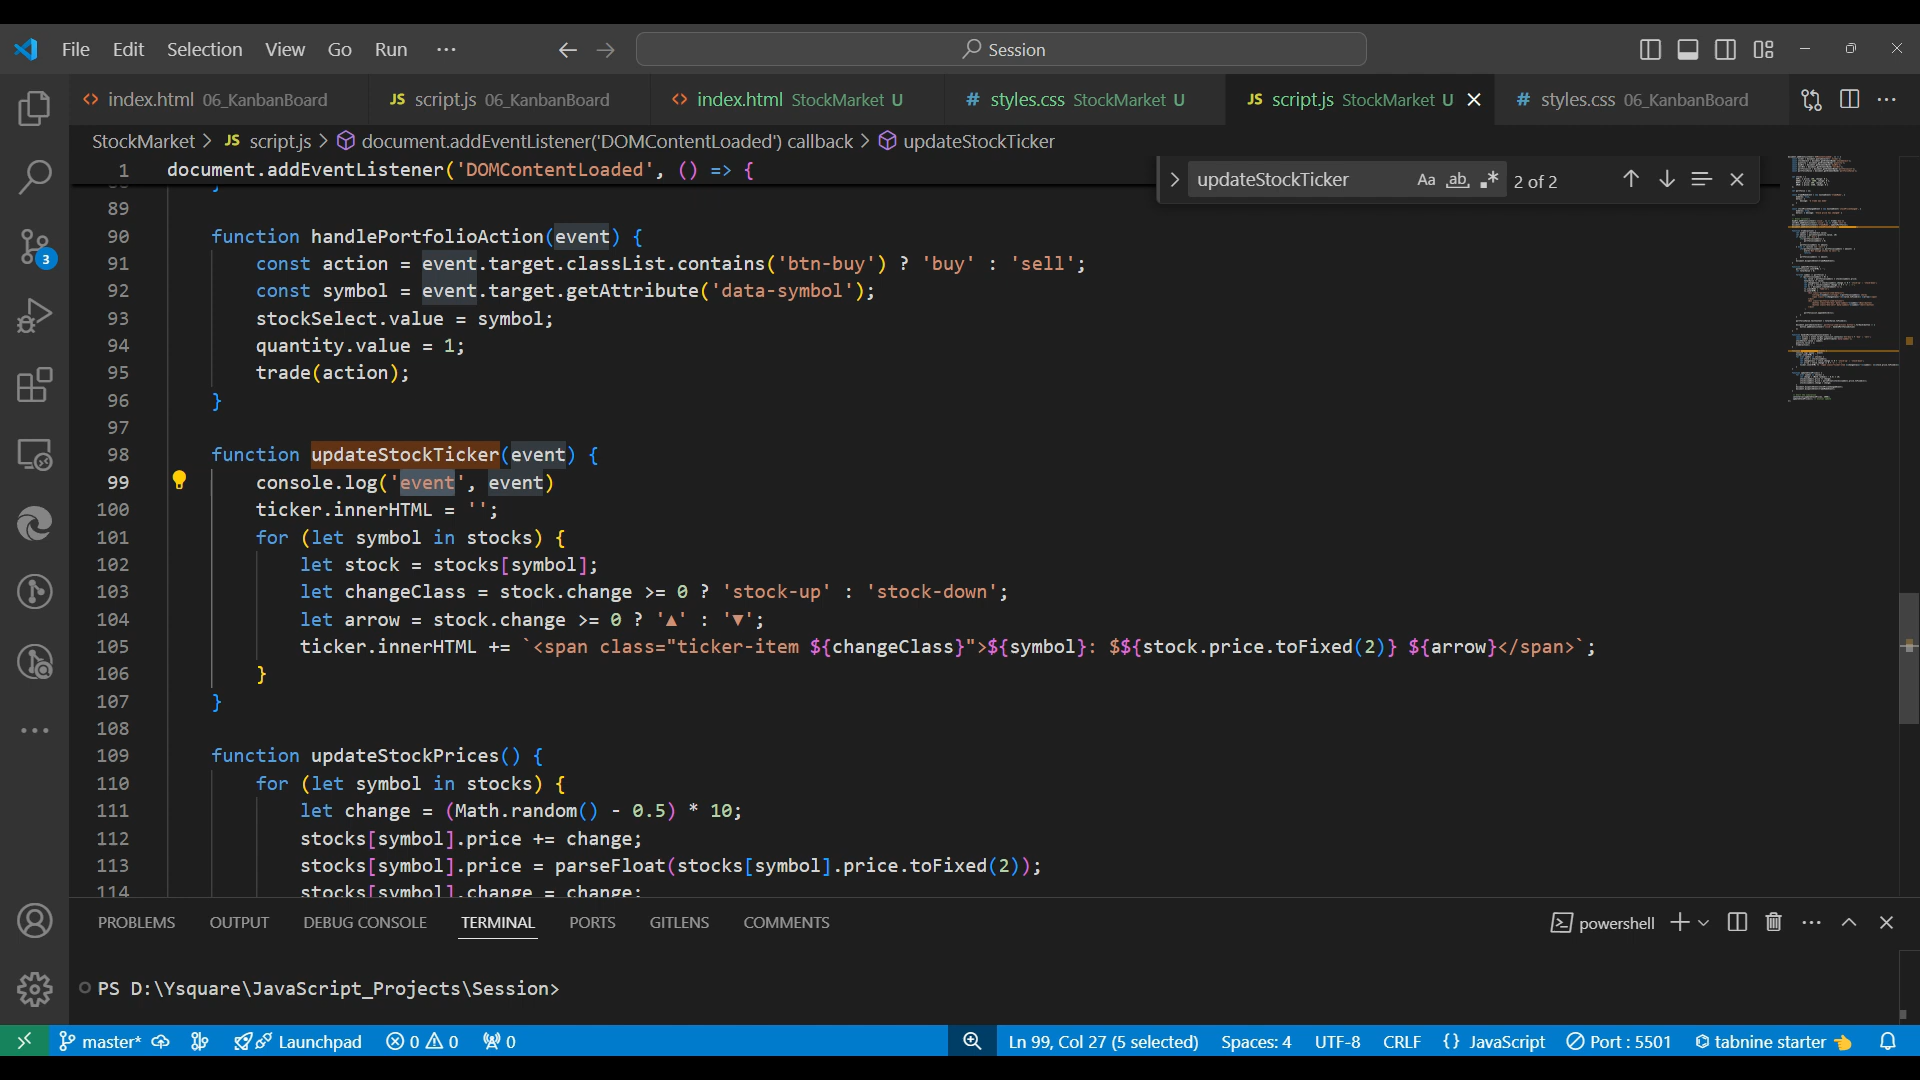 File Edit Selection View Go Run ··· Session
index.html 06_KanbanBoard JS script.js 06_KanbanBoard index.html StockMarket U # styles.css StockMarket U JS script.js StockMarket U # styles.css 06_KanbanBoard
StockMarket > JS script.js > document.addEventListener('DOMContentLoaded') callback > updateStockTicker
1 document.addEventListener('DOMContentLoaded', () => {
updateStockTicker Aa ab 2 of 2
89
90 function handlePortfolioAction(event) {
91 const action = event.target.classList.contains('btn-buy') ? 'buy' : 'sell';
92 const symbol = event.target.getAttribute('data-symbol');
93 stockSelect.value = symbol;
94 quantity.value = 1;
95 trade(action);
96 }
97
98 function updateStockTicker(event) {
99 console.log('event', event)
100 ticker.innerHTML = '';
101 for (let symbol in stocks) {
102 let stock = stocks[symbol];
103 let changeClass = stock.change >= 0 ? 'stock-up' : 'stock-down';
104 let arrow = stock.change >= 0 ? '▲' : '▼';
105 ticker.innerHTML += `<span class="ticker-item ${changeClass}">${symbol}: $${stock.price.toFixed(2)} ${arrow}</span>`;
106 }
107 }
108
109 function updateStockPrices() {
110 for (let symbol in stocks) {
111 let change = (Math.random() - 0.5) * 10;
112 stocks[symbol].price += change;
113 stocks[symbol].price = parseFloat(stocks[symbol].price.toFixed(2));
114 stocks[symbol].change = change;
3
PROBLEMS OUTPUT DEBUG CONSOLE TERMINAL PORTS GITLENS COMMENTS powershell
PS D:\Ysquare\JavaScript_Projects\Session>
master* Launchpad 0 0 0 Ln 99, Col 27 (5 selected) Spaces: 4 UTF-8 CRLF {} JavaScript Port : 5501 tabnine starter